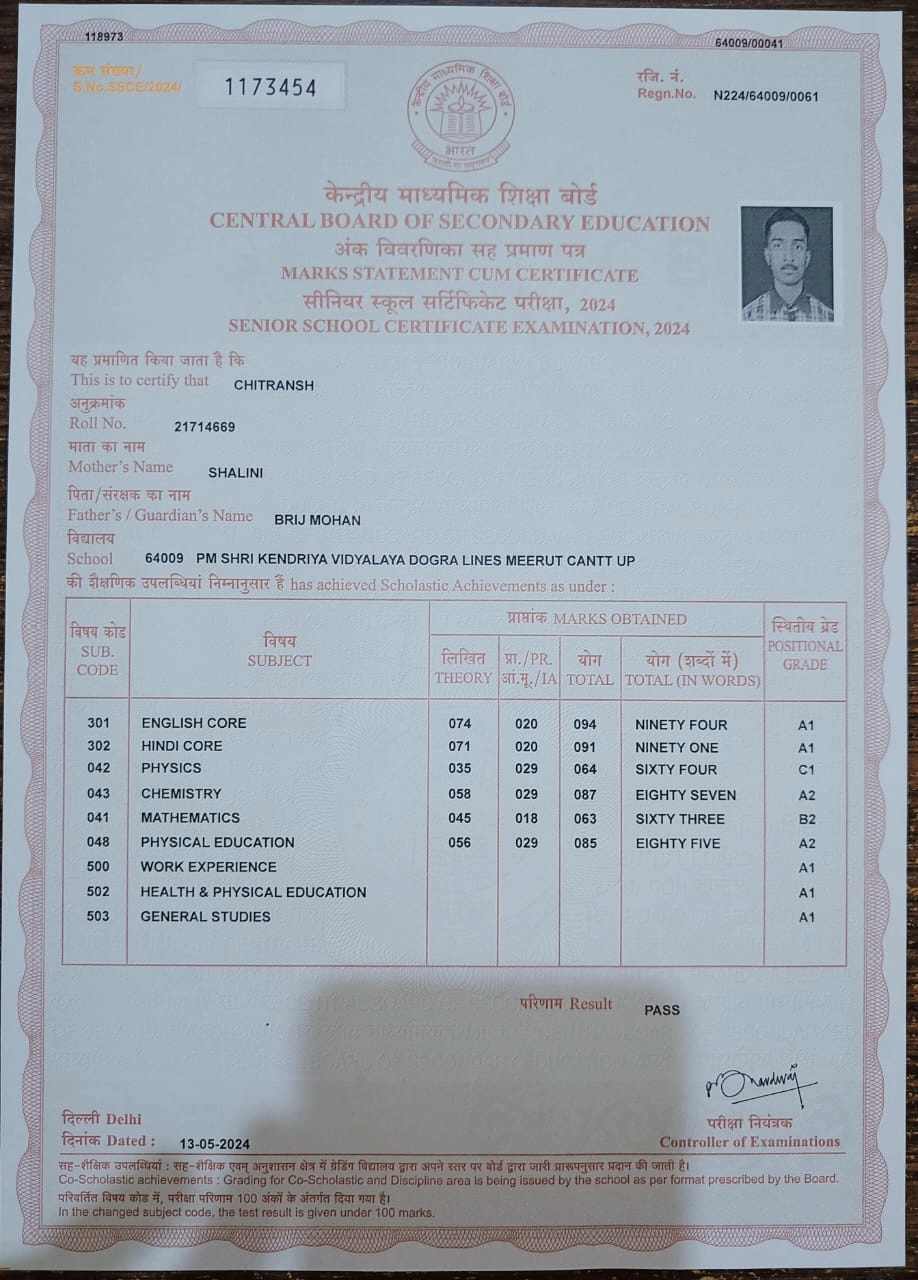 118973
64009/00041
क्रम संख्या/
S.No.SSCE/2024/
1173454
रजि. नं.
Regn.No. N224/64009/0061
केन्द्रीय माध्यमिक शिक्षा बोर्ड
भारत
केन्द्रीय माध्यमिक शिक्षा बोर्ड
CENTRAL BOARD OF SECONDARY EDUCATION
अंक विवरणिका सह प्रमाण पत्र
MARKS STATEMENT CUM CERTIFICATE
सीनियर स्कूल सर्टिफिकेट परीक्षा, 2024
SENIOR SCHOOL CERTIFICATE EXAMINATION, 2024
यह प्रमाणित किया जाता है कि
This is to certify that CHITRANSH
अनुक्रमांक
Roll No. 21714669
माता का नाम
Mother's Name SHALINI
पिता/संरक्षक का नाम
Father's / Guardian's Name BRIJ MOHAN
विद्यालय
School 64009 PM SHRI KENDRIYA VIDYALAYA DOGRA LINES MEERUT CANTT UP
की शैक्षणिक उपलब्धियां निम्नानुसार हैं has achieved Scholastic Achievements as under :
विषय कोड
SUB.
CODE
विषय
SUBJECT
प्राप्तांक MARKS OBTAINED
लिखित
THEORY
प्रा./PR.
आं.मू./IA
योग
TOTAL
योग (शब्दों में)
TOTAL (IN WORDS)
स्थितीय ग्रेड
POSITIONAL
GRADE
301 ENGLISH CORE 074 020 094 NINETY FOUR A1
302 HINDI CORE 071 020 091 NINETY ONE A1
042 PHYSICS 035 029 064 SIXTY FOUR C1
043 CHEMISTRY 058 029 087 EIGHTY SEVEN A2
041 MATHEMATICS 045 018 063 SIXTY THREE B2
048 PHYSICAL EDUCATION 056 029 085 EIGHTY FIVE A2
500 WORK EXPERIENCE A1
502 HEALTH & PHYSICAL EDUCATION A1
503 GENERAL STUDIES A1
परिणाम Result PASS
दिल्ली Delhi
दिनांक Dated : 13-05-2024
परीक्षा नियंत्रक
Controller of Examinations
सह-शैक्षिक उपलब्धियां : सह-शैक्षिक एवम् अनुशासन क्षेत्र में ग्रेडिंग विद्यालय द्वारा अपने स्तर पर बोर्ड द्वारा जारी प्रारूपनुसार प्रदान की जाती है।
Co-Scholastic achievements : Grading for Co-Scholastic and Discipline area is being issued by the school as per format prescribed by the Board.
परिवर्तित विषय कोड में, परीक्षा परिणाम 100 अंकों के अंतर्गत दिया गया है।
In the changed subject code, the test result is given under 100 marks.